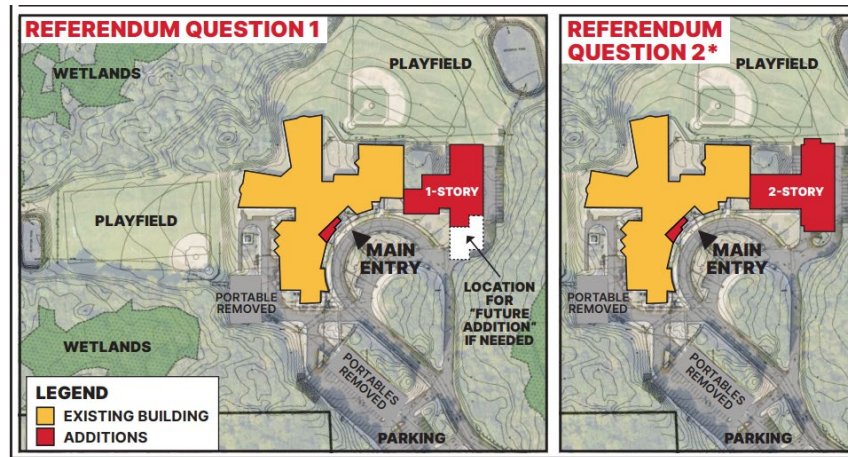 REFERENDUM QUESTION 1
WETLANDS
PLAYFIELD
1-STORY
PLAYFIELD
MAIN
ENTRY
PORTABLE
REMOVED
LOCATION
FOR
"FUTURE
ADDITION"
IF NEEDED
WETLANDS
PORTABLES
REMOVED
LEGEND
EXISTING BUILDING
ADDITIONS
PARKING
REFERENDUM
QUESTION 2*
PLAYFIELD
2-STORY
MAIN
ENTRY
PORTABLE
REMOVED
PORTABLES
REMOVED
PARKING